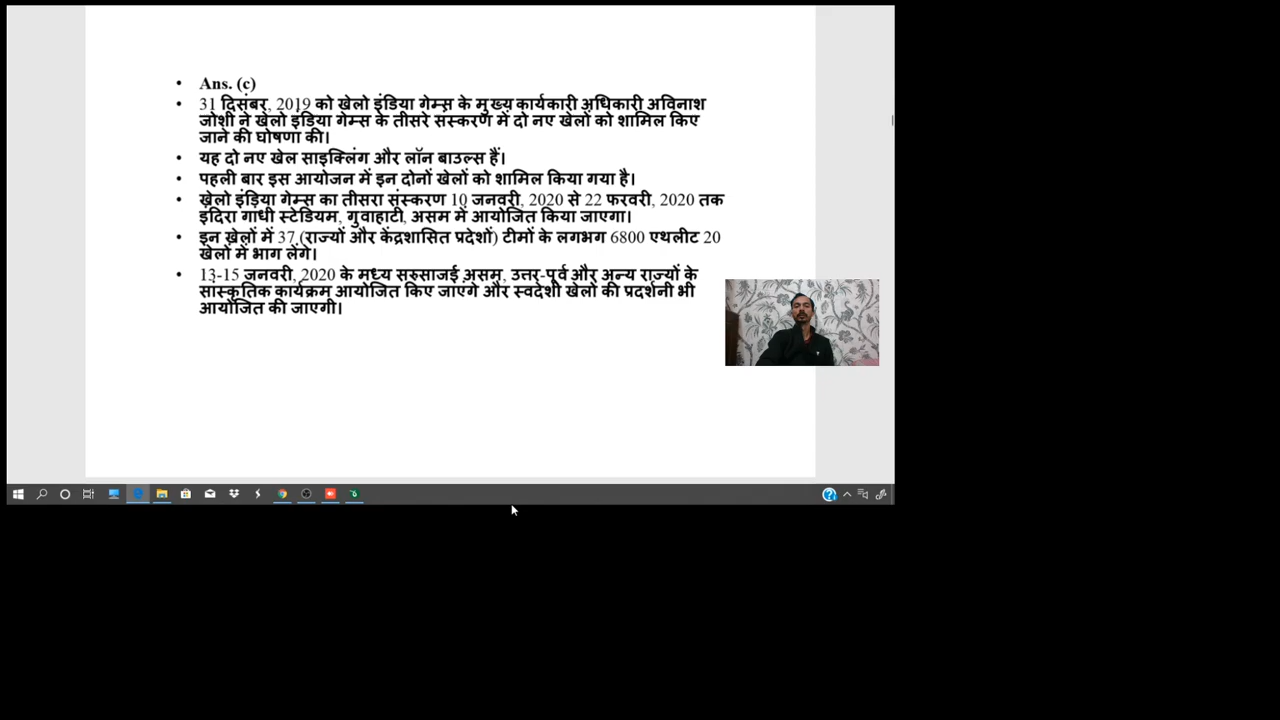 • Ans. (c)
• 31 दिसंबर, 2019 को खेलो इंडिया गेम्स के मुख्य कार्यकारी अधिकारी अविनाश
जोशी ने खेलो इंडिया गेम्स के तीसरे संस्करण में दो नए खेलों को शामिल किए
जाने की घोषणा की।
• यह दो नए खेल साइक्लिंग और लॉन बाउल्स हैं।
• पहली बार इस आयोजन में इन दोनों खेलों को शामिल किया गया है।
• खेलो इंडिया गेम्स का तीसरा संस्करण 10 जनवरी, 2020 से 22 फरवरी, 2020 तक
इंदिरा गांधी स्टेडियम, गुवाहाटी, असम में आयोजित किया जाएगा।
• इन खेलों में 37 (राज्यों और केंद्रशासित प्रदेशों) टीमों के लगभग 6800 एथलीट 20
खेलों में भाग लेंगे।
• 13-15 जनवरी, 2020 के मध्य सरुसाजई असम, उत्तर-पूर्व और अन्य राज्यों के
सांस्कृतिक कार्यक्रम आयोजित किए जाएंगे और स्वदेशी खेलों की प्रदर्शनी भी
आयोजित की जाएगी।